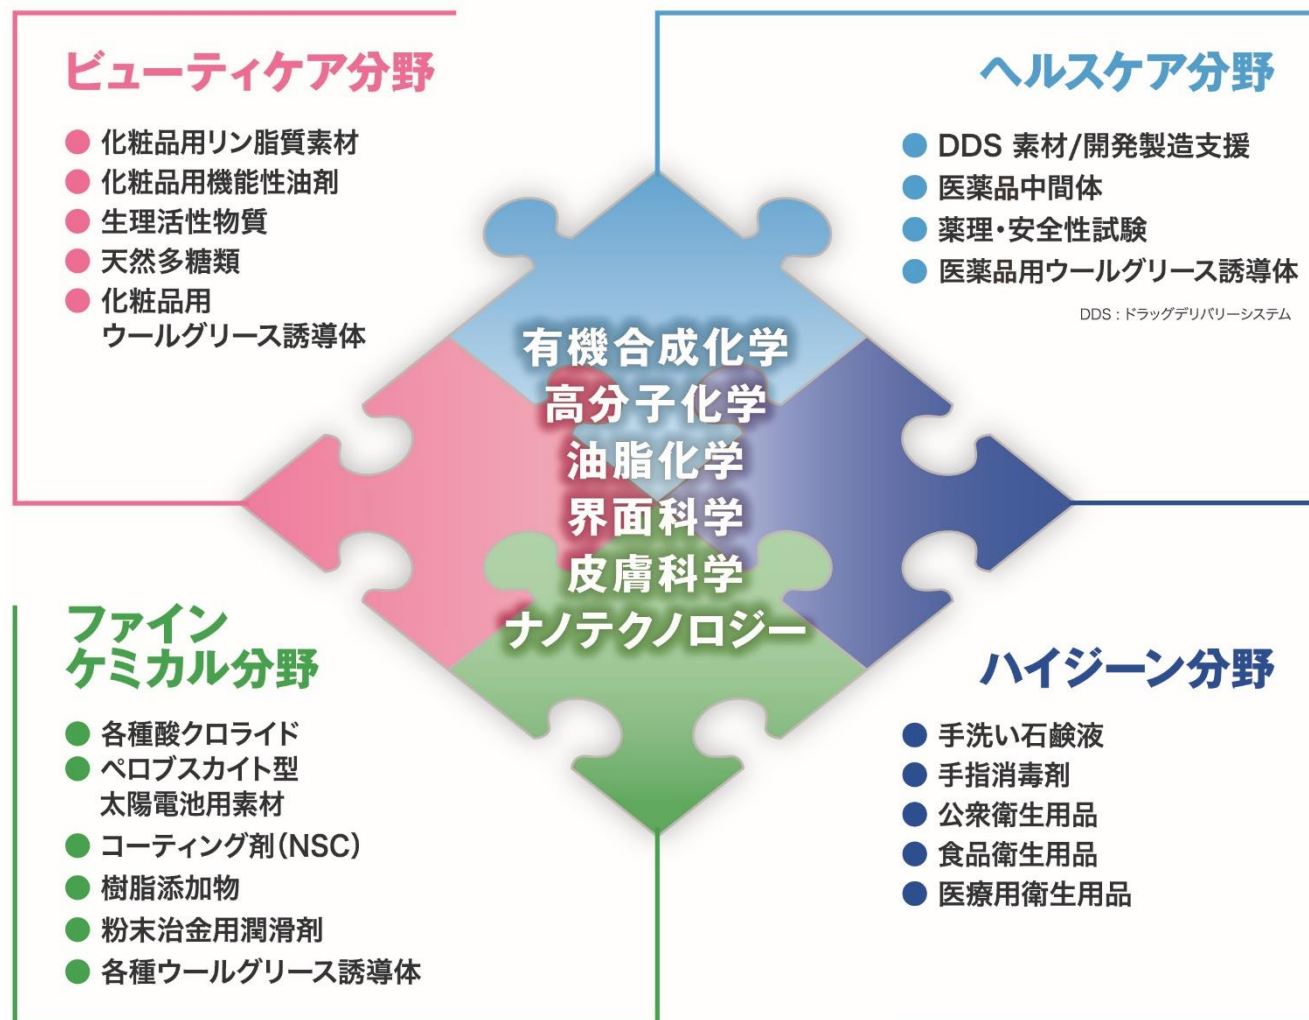 ビューティケア分野
● 化粧品用リン脂質素材
● 化粧品用機能性油剤
● 生理活性物質
● 天然多糖類
● 化粧品用
ウールグリース誘導体
ヘルスケア分野
● DDS 素材/開発製造支援
● 医薬品中間体
● 薬理・安全性試験
● 医薬品用ウールグリース誘導体
DDS : ドラッグデリバリーシステム
有機合成化学
高分子化学
油脂化学
界面科学
皮膚科学
ナノテクノロジー
ファイン
ケミカル分野
● 各種酸クロライド
● ペロブスカイト型
太陽電池用素材
● コーティング剤(NSC)
● 樹脂添加物
● 粉末冶金用潤滑剤
● 各種ウールグリース誘導体
ハイジーン分野
● 手洗い石鹸液
● 手指消毒剤
● 公衆衛生用品
● 食品衛生用品
● 医療用衛生用品